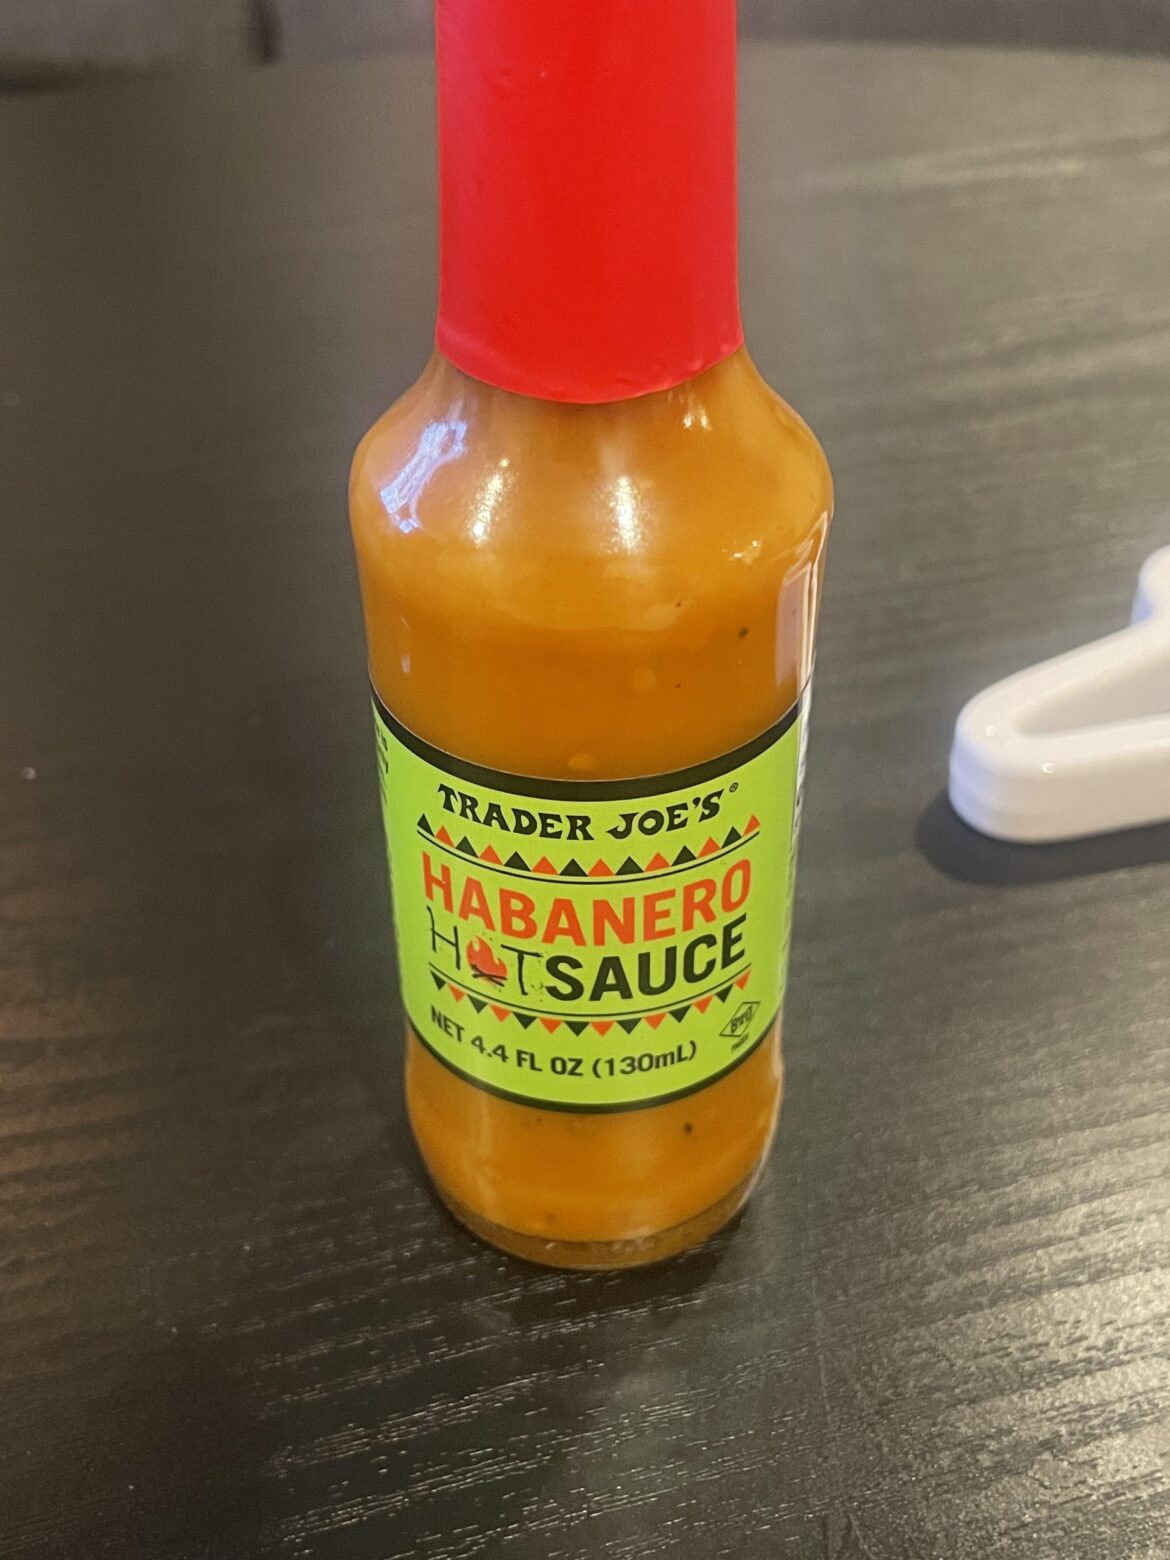 TRADER JOE'S®
HABANERO
HOT SAUCE
NET 4.4 FL OZ (130mL)